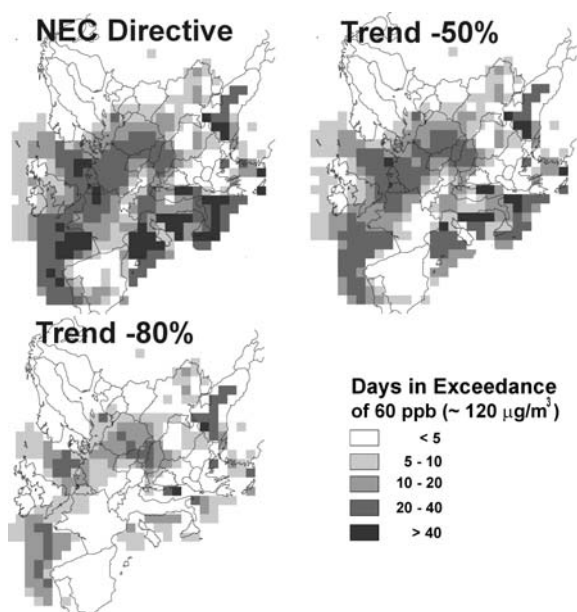 NEC Directive
Trend -50%
Trend -80%
Days in Exceedance
of 60 ppb (~ 120 μg/m³)
< 5
5 - 10
10 - 20
20 - 40
> 40